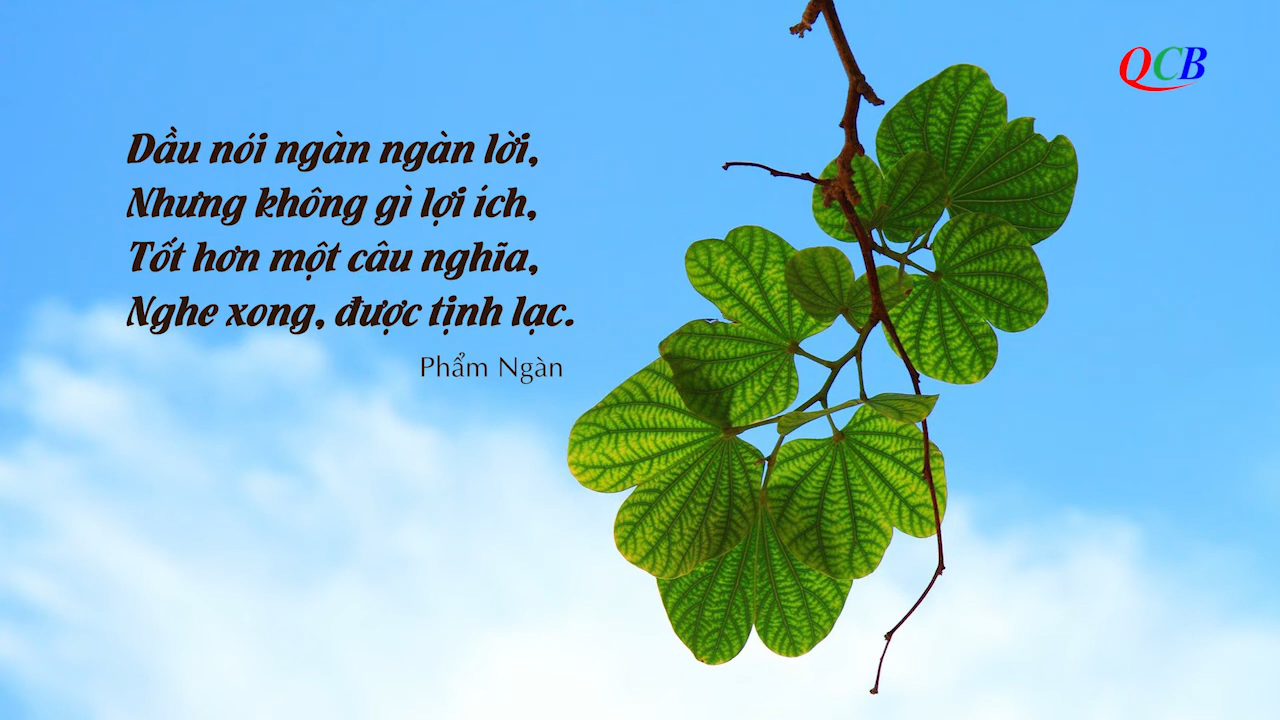 QCB
Dầu nói ngàn ngàn lời,
Nhưng không gì lợi ích,
Tốt hơn một câu nghĩa,
Nghe xong, được tịnh lạc.
Phẩm Ngàn